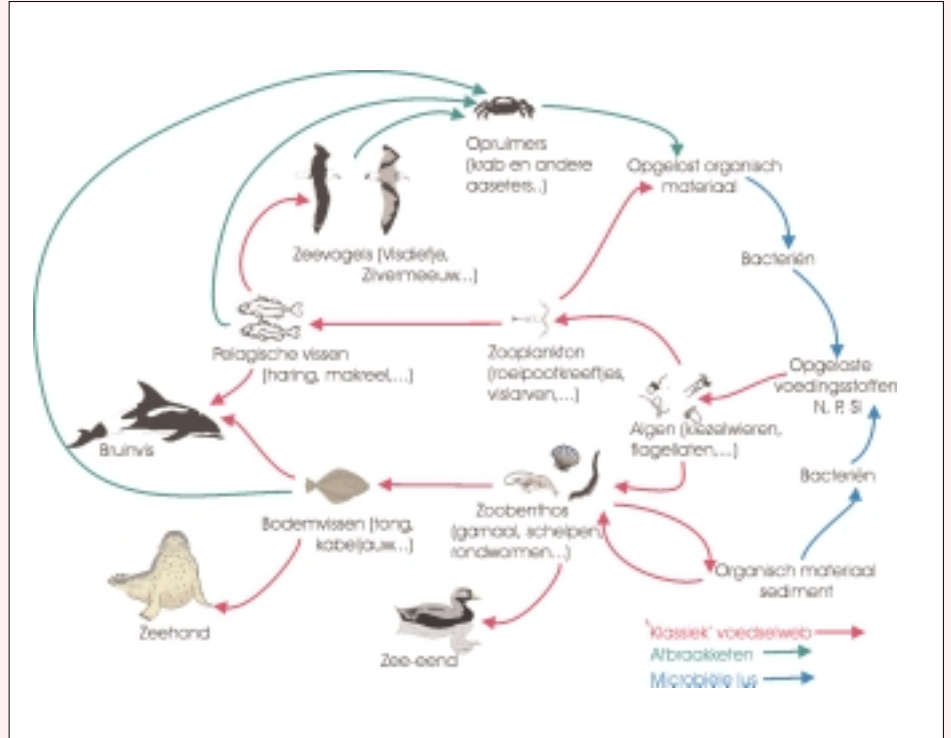 Opruimers
(krab en andere
aaseters..)
Opgelost organisch
materiaal
Zeevogels (Visdiefje,
Zilvermeeuw...)
Bacteriën
Pelagische vissen
(haring, makreel,...)
Zooplankton
(roeipootkreeftjes,
vislarven,...)
Opgeloste
voedingsstoffen
N, P, Si
Algen (kiezelwieren,
flagellaten,...)
Bruinvis
Bacteriën
Zoobenthos
(garnaal, schelpen,
rondwormen...)
Bodemvissen (tong,
kabeljauw...)
Organisch materiaal
sediment
Zeehond
Zee-eend
'Klassiek' voedselweb
Afbraakketen
Microbiële lus